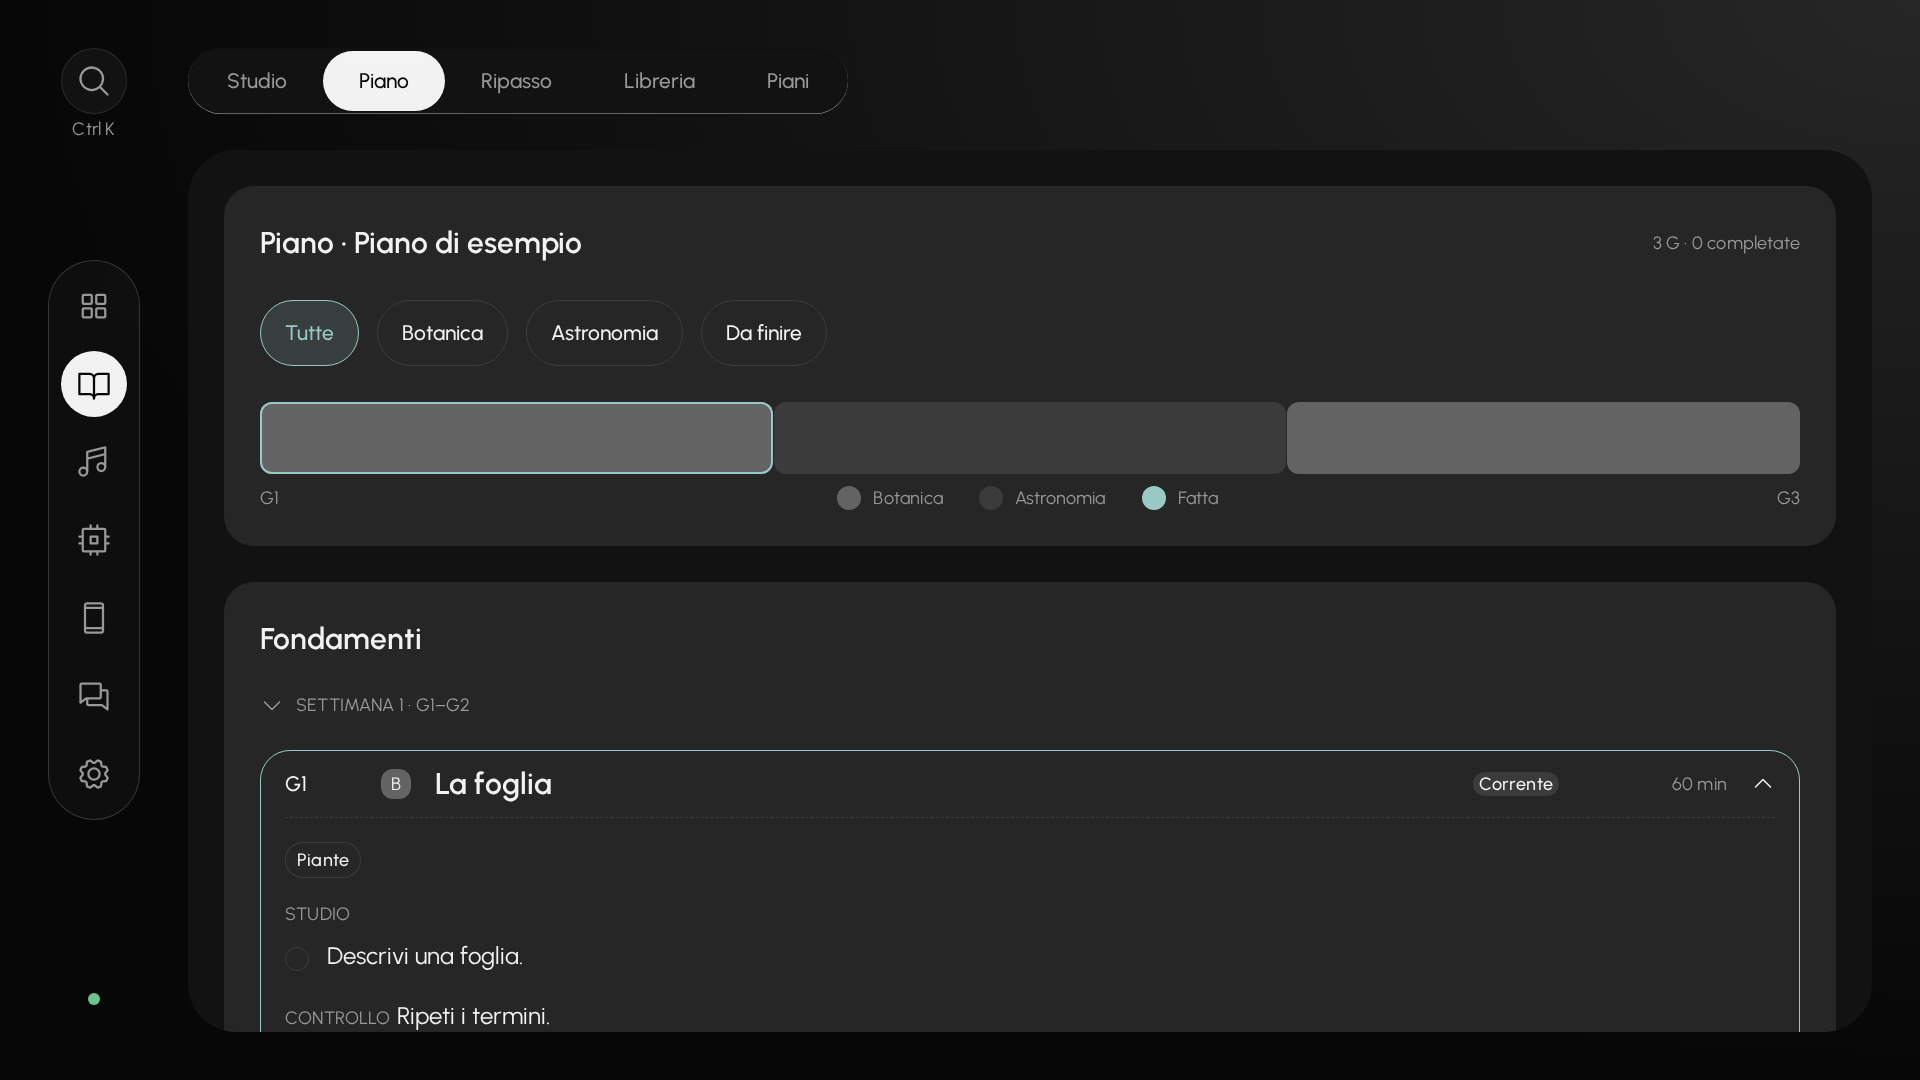 Studio
Piano
Ripasso
Libreria
Piani
Ctrl K
Piano · Piano di esempio
3 G · 0 completate
Tutte
Botanica
Astronomia
Da finire
G1
Botanica
Astronomia
Fatta
G3
Fondamenti
SETTIMANA 1 · G1–G2
G1
B
La foglia
Corrente
60 min
Piante
STUDIO
Descrivi una foglia.
CONTROLLO Ripeti i termini.